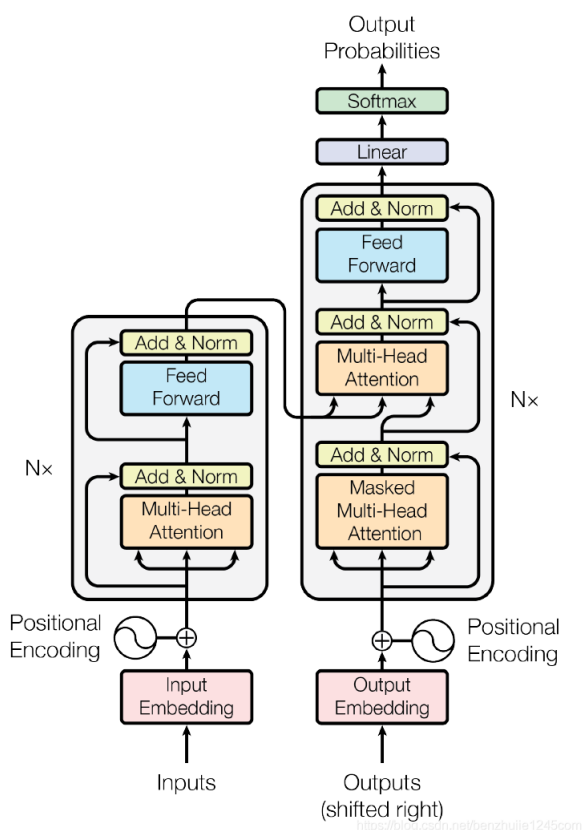 Output
Probabilities
Softmax
Linear
Add & Norm
Feed
Forward
Add & Norm
Multi-Head
Attention
Add & Norm
Masked
Multi-Head
Attention
Nx
Add & Norm
Feed
Forward
Add & Norm
Multi-Head
Attention
Nx
Positional
Encoding
Positional
Encoding
Input
Embedding
Output
Embedding
Inputs
Outputs
(shifted right)
https://blog.csdn.net/benzhujie1245com